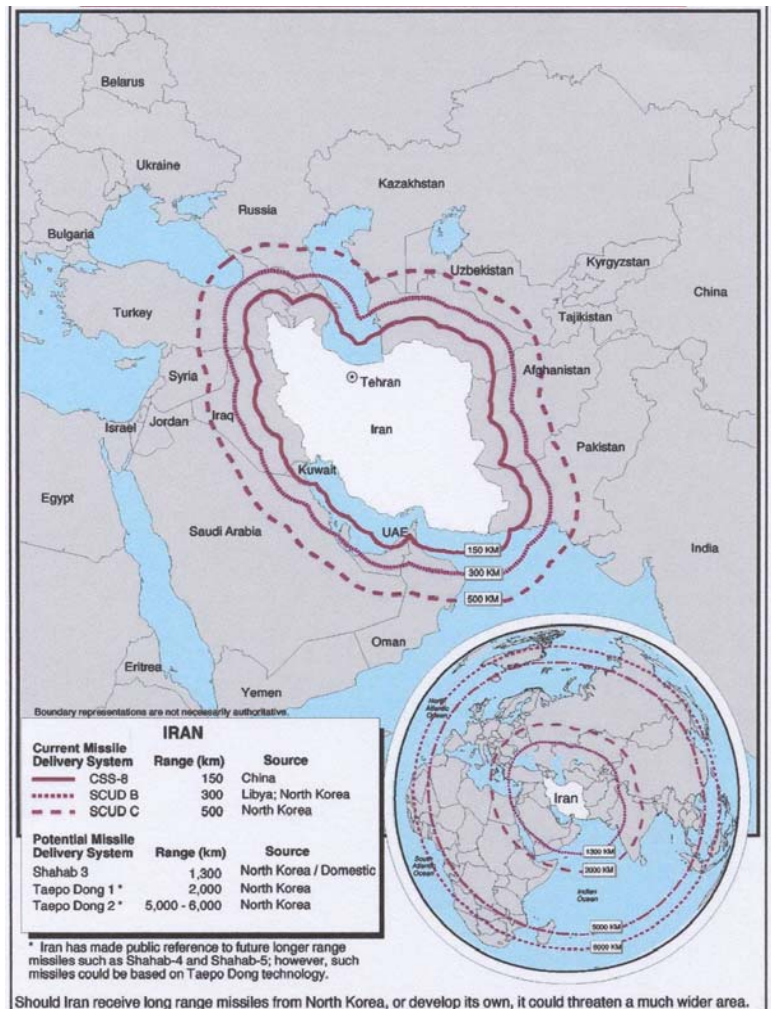 Belarus
Ukraine
Kazakhstan
Russia
Bulgaria
Uzbekistan
Kyrgyzstan
China
Turkey
Tajikistan
Afghanistan
Syria
Tehran
Iraq
Israel
Jordan
Iran
Pakistan
Kuwait
Egypt
Saudi Arabia
UAE
150 KM
India
300 KM
500 KM
Oman
Eritrea
Yemen
Boundary representations are not necessarily authoritative.
IRAN
Current Missile
Delivery System Range (km) Source
CSS-8 150 China
SCUD B 300 Libya; North Korea
SCUD C 500 North Korea
Potential Missile
Delivery System Range (km) Source
Shahab 3 1,300 North Korea / Domestic
Taepo Dong 1 * 2,000 North Korea
Taepo Dong 2 * 5,000 - 6,000 North Korea
North
Atlantic
Ocean
Iran
1300 KM
2000 KM
South
Atlantic
Ocean
Indian
Ocean
5000 KM
6000 KM
* Iran has made public reference to future longer range
missiles such as Shahab-4 and Shahab-5; however, such
missiles could be based on Taepo Dong technology.
Should Iran receive long range missiles from North Korea, or develop its own, it could threaten a much wider area.